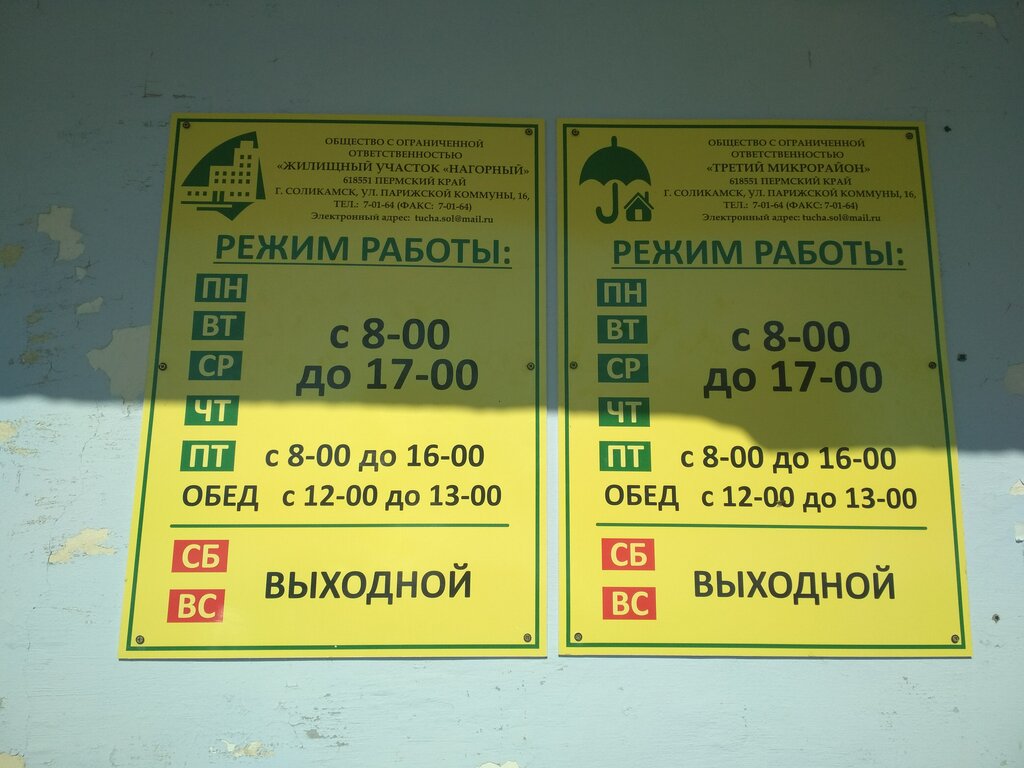 ОБЩЕСТВО С ОГРАНИЧЕННОЙ
ОТВЕТСТВЕННОСТЬЮ
«ЖИЛИЩНЫЙ УЧАСТОК «НАГОРНЫЙ»
618551 ПЕРМСКИЙ КРАЙ
Г. СОЛИКАМСК, УЛ. ПАРИЖСКОЙ КОММУНЫ, 16,
ТЕЛ.: 7-01-64 (ФАКС: 7-01-64)
Электронный адрес: tucha.sol@mail.ru
РЕЖИМ РАБОТЫ:
ПН
ВТ
СР
ЧТ
с 8-00
до 17-00
ПТ с 8-00 до 16-00
ОБЕД с 12-00 до 13-00
СБ
ВС
ВЫХОДНОЙ
ОБЩЕСТВО С ОГРАНИЧЕННОЙ
ОТВЕТСТВЕННОСТЬЮ
«ТРЕТИЙ МИКРОРАЙОН»
618551 ПЕРМСКИЙ КРАЙ
Г. СОЛИКАМСК, УЛ. ПАРИЖСКОЙ КОММУНЫ, 16,
ТЕЛ.: 7-01-64 (ФАКС: 7-01-64)
Электронный адрес: tucha.sol@mail.ru
РЕЖИМ РАБОТЫ:
ПН
ВТ
СР
ЧТ
с 8-00
до 17-00
ПТ с 8-00 до 16-00
ОБЕД с 12-00 до 13-00
СБ
ВС
ВЫХОДНОЙ